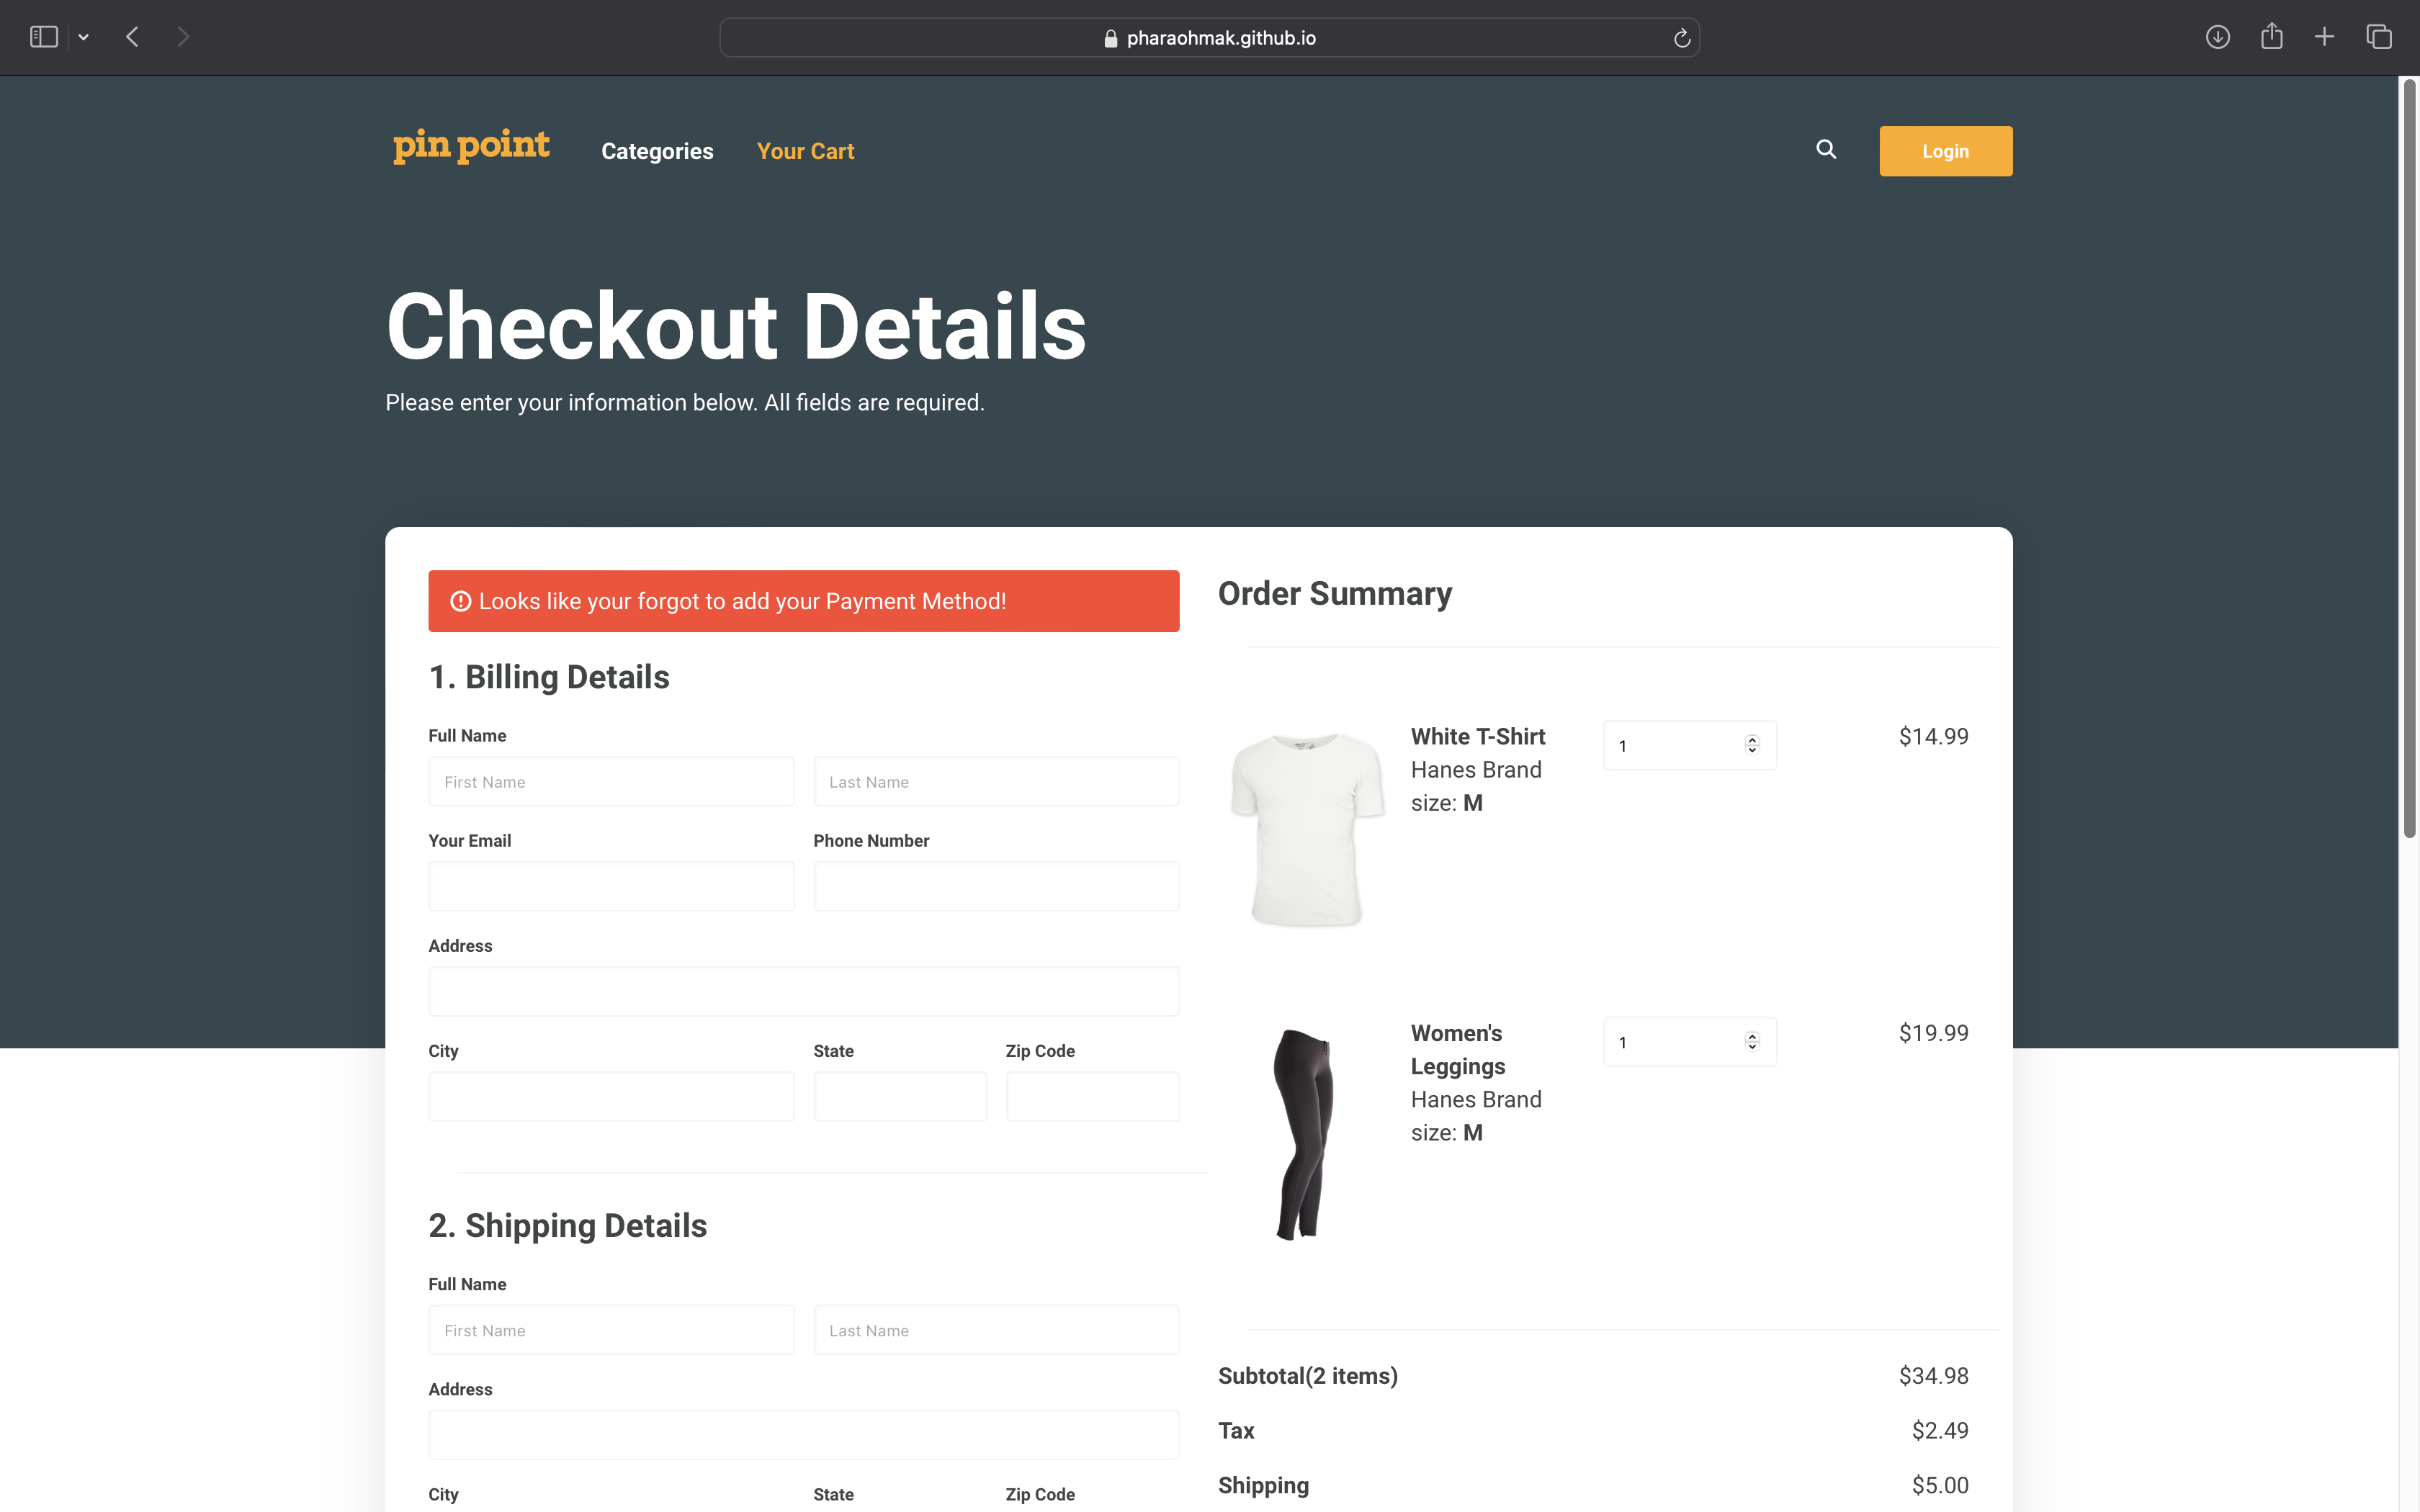 pharaohmak.github.io
pin point
Categories
Your Cart
Login
Checkout Details
Please enter your information below. All fields are required.
Looks like your forgot to add your Payment Method!
1. Billing Details
Full Name
First Name
Last Name
Your Email
Phone Number
Address
City
State
Zip Code
2. Shipping Details
Full Name
First Name
Last Name
Address
City
State
Zip Code
Order Summary
White T-Shirt
Hanes Brand
size: M
1
$14.99
Women's
Leggings
Hanes Brand
size: M
1
$19.99
Subtotal(2 items)
$34.98
Tax
$2.49
Shipping
$5.00